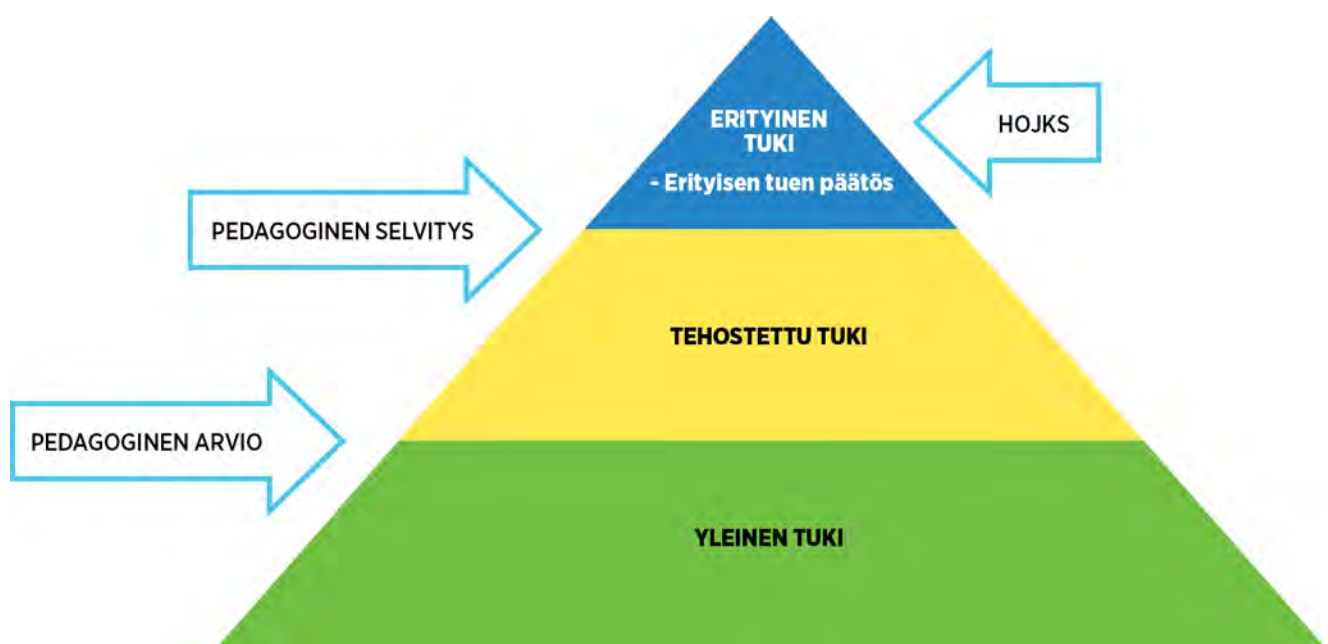 ERITYINEN
TUKI
- Erityisen tuen päätös
HOJKS
PEDAGOGINEN SELVITYS
TEHOSTETTU TUKI
PEDAGOGINEN ARVIO
YLEINEN TUKI